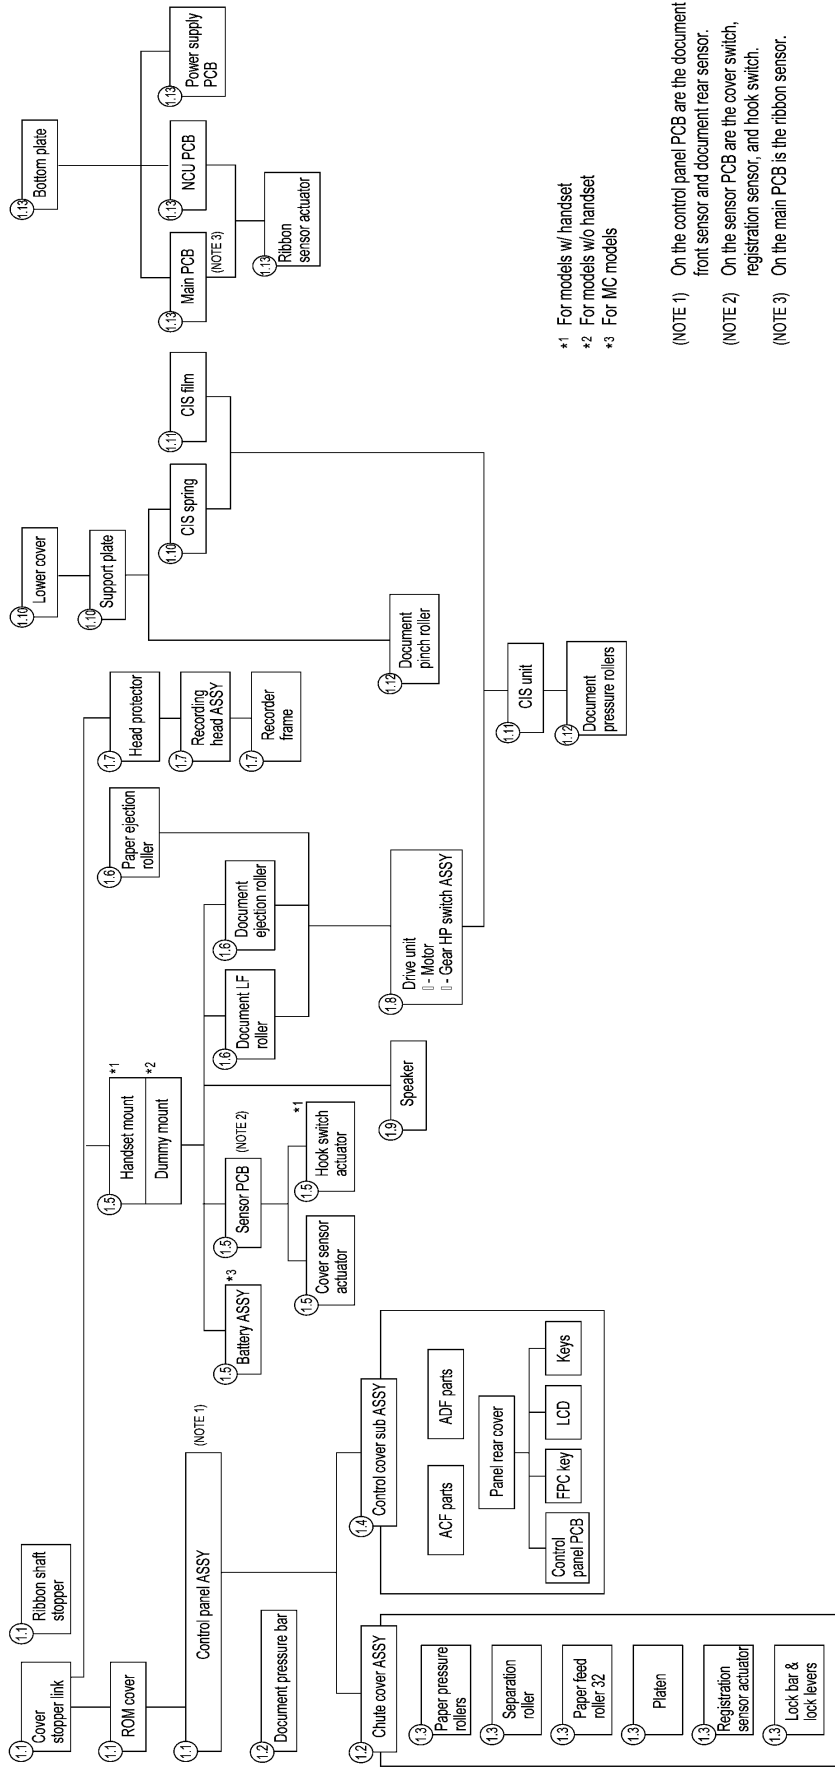 1.1
Cover
stopper link
1.1
Ribbon shaft
stopper
1.1
ROM cover
1.1
Control panel ASSY
(NOTE 1)
1.2
Document pressure bar
1.2
Chute cover ASSY
1.3
Paper pressure
rollers
1.3
Separation
roller
1.3
Paper feed
roller 32
1.3
Platen
1.3
Registration
sensor actuator
1.3
Lock bar &
lock levers
1.4
Control cover sub ASSY
ACF parts
ADF parts
Panel rear cover
Control
panel PCB
FPC key
LCD
Keys
1.5
Handset mount
*1
Dummy mount
*2
1.5
Battery ASSY
*3
1.5
Sensor PCB
(NOTE 2)
1.5
Cover sensor
actuator
1.5
Hook switch
actuator
*1
1.9
Speaker
1.6
Document LF
roller
1.6
Document
ejection roller
1.6
Paper ejection
roller
1.8
Drive unit
- Motor
- Gear HP switch ASSY
1.7
Head protector
1.7
Recording
head ASSY
1.7
Recorder
frame
1.10
Lower cover
1.10
Support plate
1.10
CIS spring
1.11
CIS film
1.12
Document
pinch roller
1.11
CIS unit
1.12
Document
pressure rollers
1.13
Bottom plate
1.13
Main PCB
(NOTE 3)
1.13
NCU PCB
1.13
Power supply
PCB
1.13
Ribbon
sensor actuator
*1 For models w/ handset
*2 For models w/o handset
*3 For MC models
(NOTE 1) On the control panel PCB are the document
front sensor and document rear sensor.
(NOTE 2) On the sensor PCB are the cover switch,
registration sensor, and hook switch.
(NOTE 3) On the main PCB is the ribbon sensor.